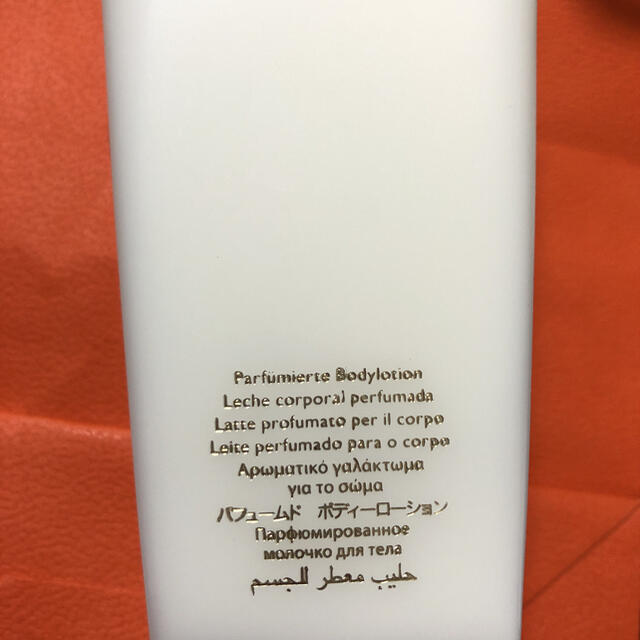 Parfümierte Bodylotion
Leche corporal perfumada
Latte profumato per il corpo
Leite perfumado para o corpo
Αρωματικό γαλάκτωμα
για το σώμα
パフュームド ボディーローション
Парфюмированное
молочко для тела
حليب معطر للجسم